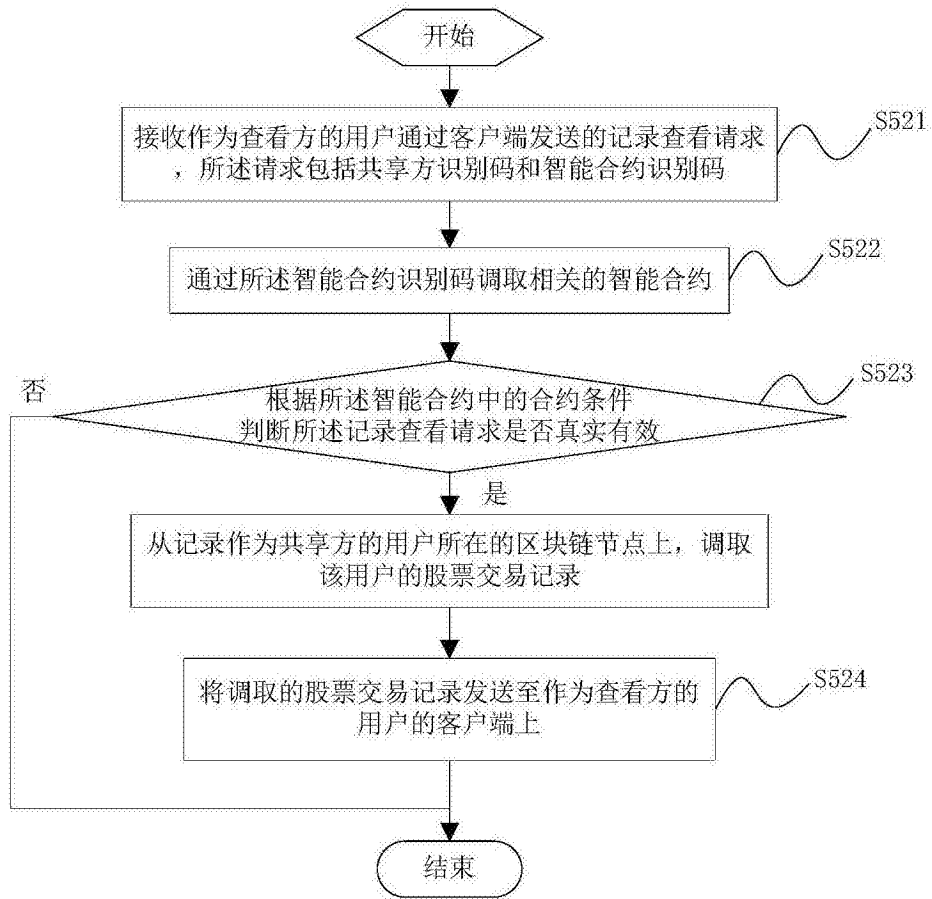 开始
接收作为查看方的用户通过客户端发送的记录查看请求
，所述请求包括共享方识别码和智能合约识别码
S521
通过所述智能合约识别码调取相关的智能合约
S522
否
根据所述智能合约中的合约条件
判断所述记录查看请求是否真实有效
S523
是
从记录作为共享方的用户所在的区块链节点上，调取
该用户的股票交易记录
将调取的股票交易记录发送至作为查看方的
用户的客户端上
S524
结束